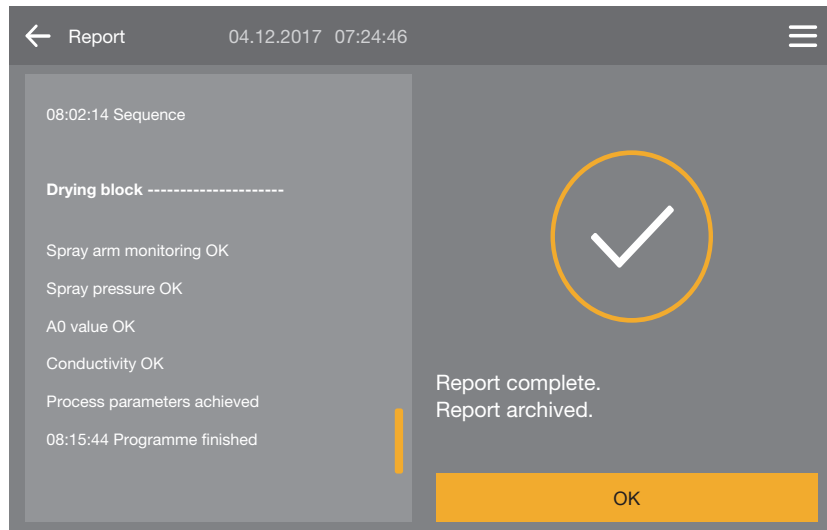 Report 04.12.2017 07:24:46
08:02:14 Sequence
Drying block ---------------------
Spray arm monitoring OK
Spray pressure OK
A0 value OK
Conductivity OK
Process parameters achieved
08:15:44 Programme finished
Report complete.
Report archived.
OK